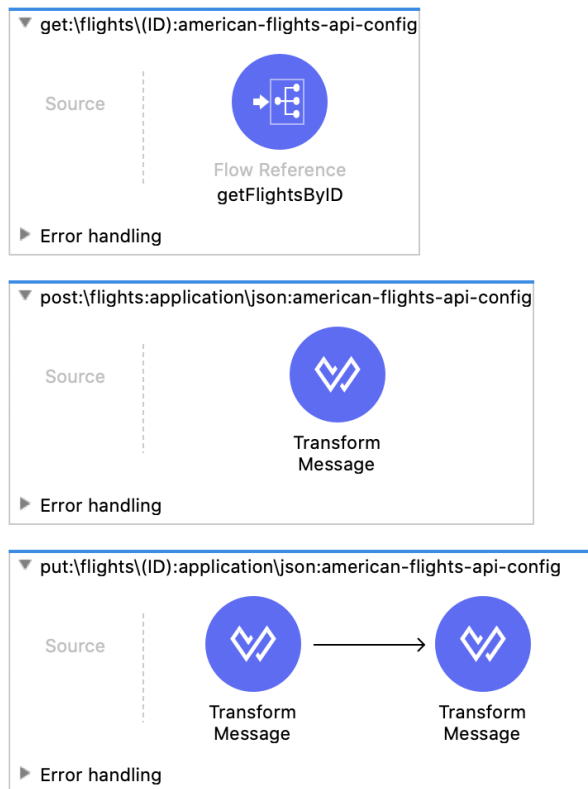 get:\flights\(ID):american-flights-api-config
Source
Flow Reference
getFlightsByID
Error handling
post:\flights:application\json:american-flights-api-config
Source
Transform
Message
Error handling
put:\flights\(ID):application\json:american-flights-api-config
Source
Transform
Message
Transform
Message
Error handling